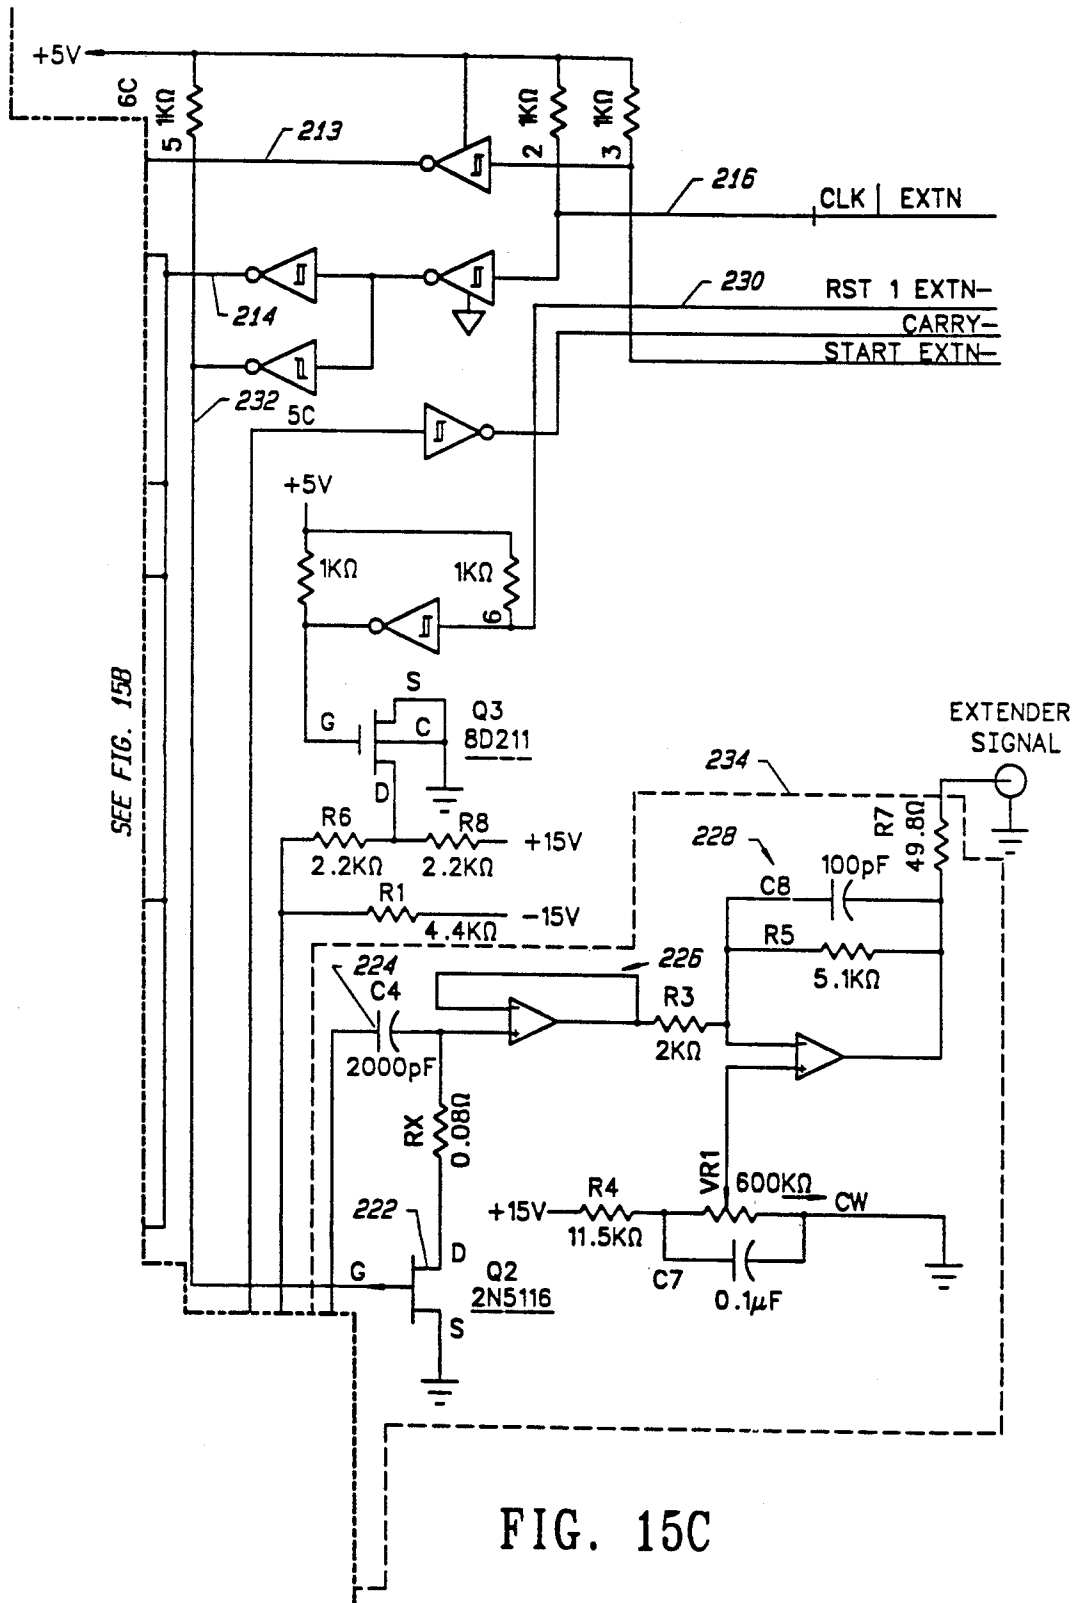 +5V
6C
1KΩ
5
213
1KΩ
2
1KΩ
3
216
CLK EXTN
214
230
RST 1 EXTN-
CARRY-
START EXTN-
232
5C
+5V
1KΩ
1KΩ
6
SEE FIG. 15B
S
G
C
D
Q3
8D211
EXTENDER
SIGNAL
234
R6
2.2KΩ
R8
2.2KΩ
+15V
R7
49.8Ω
228
100pF
C8
R1
4.4KΩ
-15V
R5
5.1KΩ
224
C4
2000pF
226
R3
2KΩ
RX
0.08Ω
VR1
600KΩ
CW
+15V
R4
11.5KΩ
C7
0.1µF
222
D
G
S
Q2
2N5116
FIG. 15C